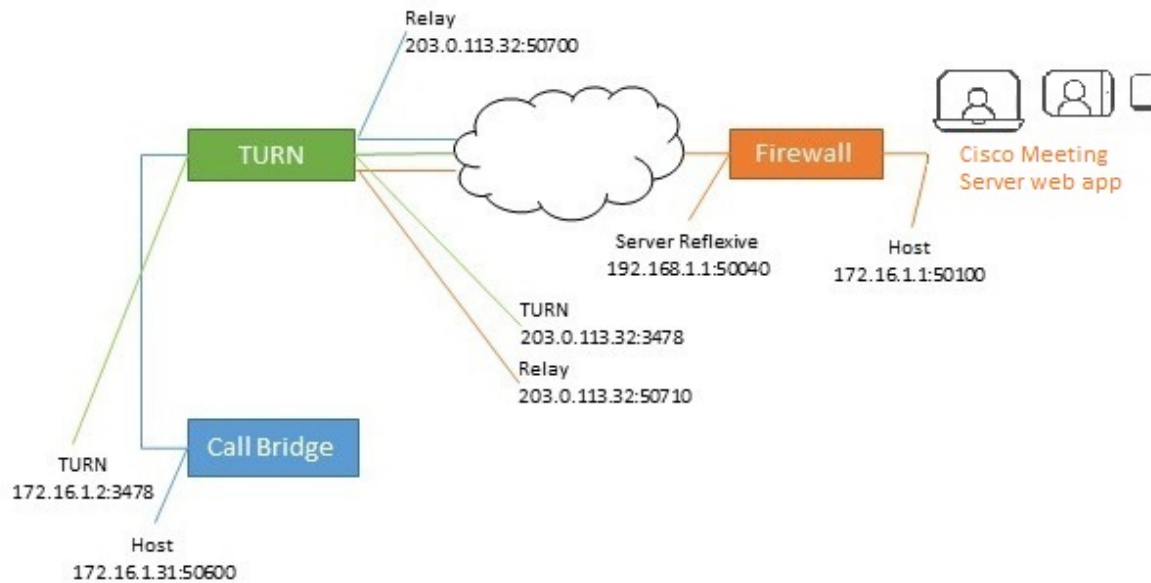 Relay
203.0.113.32:50700
TURN
Firewall
Cisco Meeting
Server web app
Server Reflexive
192.168.1.1:50040
Host
172.16.1.1:50100
TURN
203.0.113.32:3478
Relay
203.0.113.32:50710
Call Bridge
TURN
172.16.1.2:3478
Host
172.16.1.31:50600